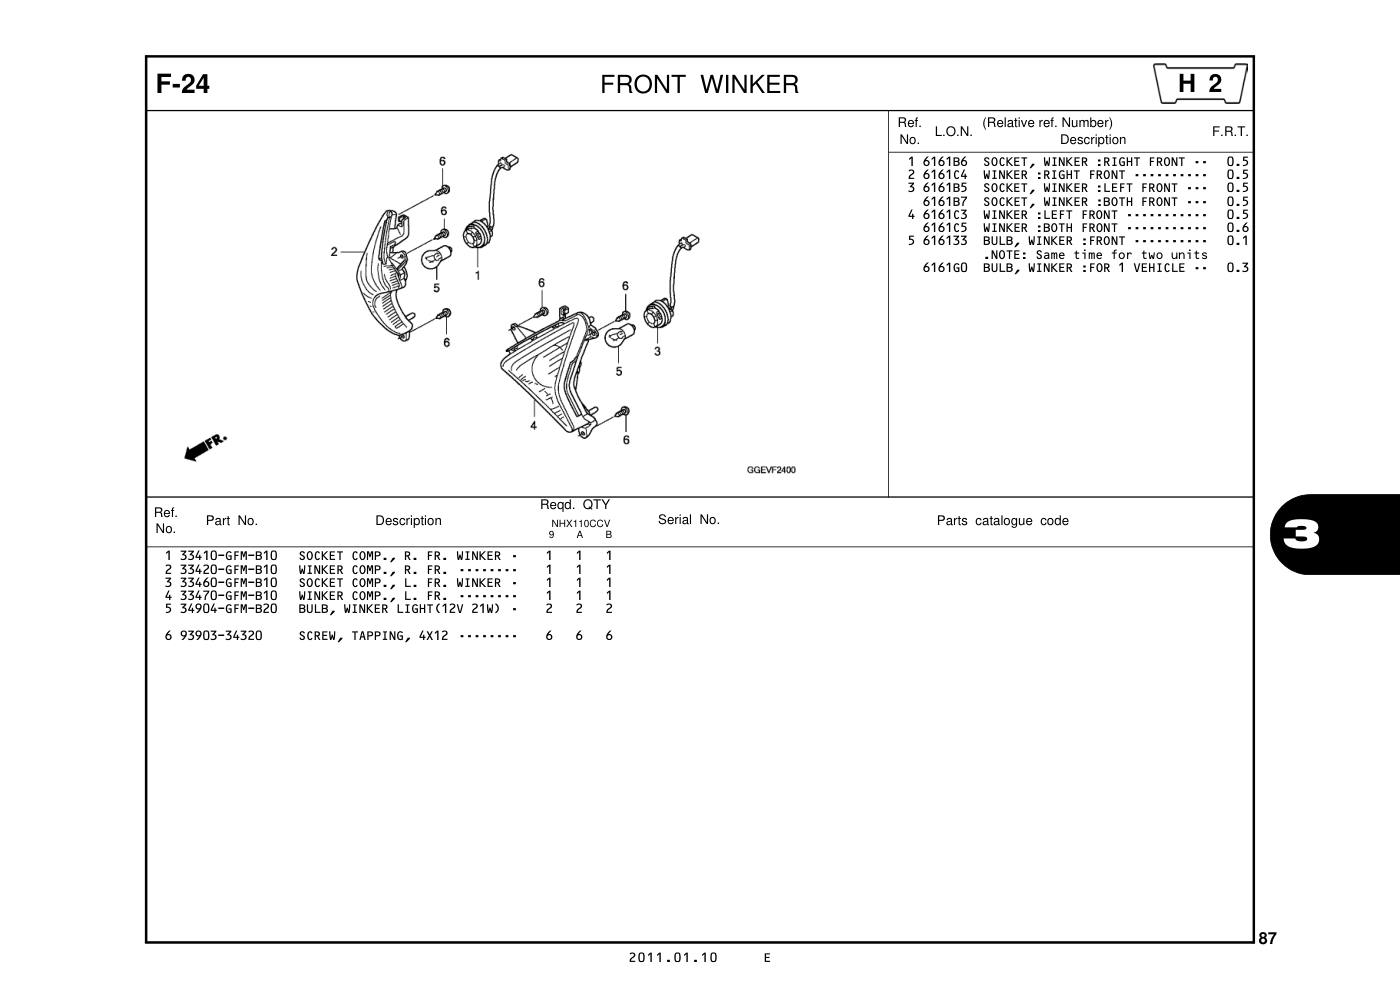 F-24 FRONT WINKER H 2
Ref. No. L.O.N. (Relative ref. Number) Description F.R.T.
1 6161B6 SOCKET, WINKER :RIGHT FRONT -- 0.5
2 6161C4 WINKER :RIGHT FRONT ---------- 0.5
3 6161B5 SOCKET, WINKER :LEFT FRONT --- 0.5
6161B7 SOCKET, WINKER :BOTH FRONT --- 0.5
4 6161C3 WINKER :LEFT FRONT ----------- 0.5
6161C5 WINKER :BOTH FRONT ----------- 0.6
5 616133 BULB, WINKER :FRONT ---------- 0.1
.NOTE: Same time for two units
6161G0 BULB, WINKER :FOR 1 VEHICLE -- 0.3
6
6
2
1
5
6
6
6
3
5
4
6
FR.
GGEVF2400
Ref. No. Part No. Description Reqd. QTY Serial No. Parts catalogue code
NHX110CCV
9 A B
1 33410-GFM-B10 SOCKET COMP., R. FR. WINKER - 1 1 1
2 33420-GFM-B10 WINKER COMP., R. FR. -------- 1 1 1
3 33460-GFM-B10 SOCKET COMP., L. FR. WINKER - 1 1 1
4 33470-GFM-B10 WINKER COMP., L. FR. -------- 1 1 1
5 34904-GFM-B20 BULB, WINKER LIGHT(12V 21W) - 2 2 2
6 93903-34320 SCREW, TAPPING, 4X12 -------- 6 6 6
3
87
2011.01.10 E